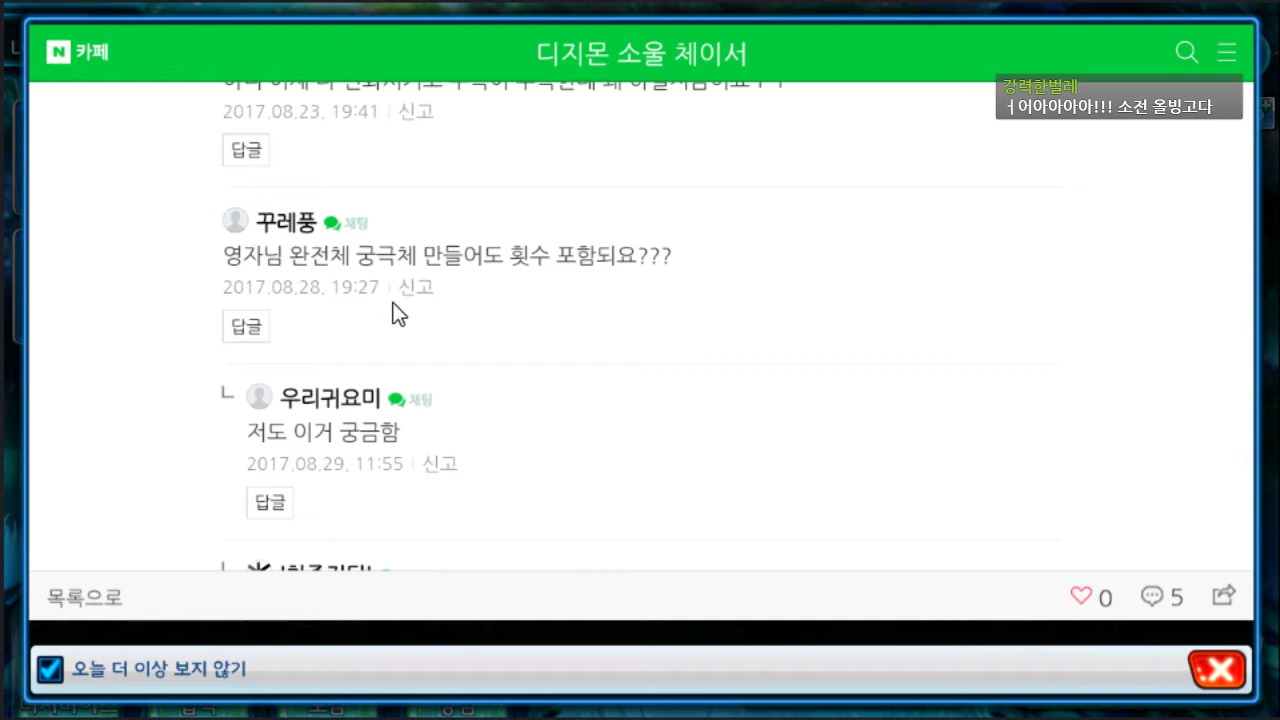 N 카페
디지몬 소울 체이서
강력한벌레
ㅓ어아아아아!!! 소전 올빙고다
2017.08.23. 19:41 신고
답글
꾸레풍 채팅
영자님 완전체 궁극체 만들어도 횟수 포함되요???
2017.08.28. 19:27 신고
답글
우리귀요미 채팅
저도 이거 궁금함
2017.08.29. 11:55 신고
답글
목록으로
0
5
오늘 더 이상 보지 않기